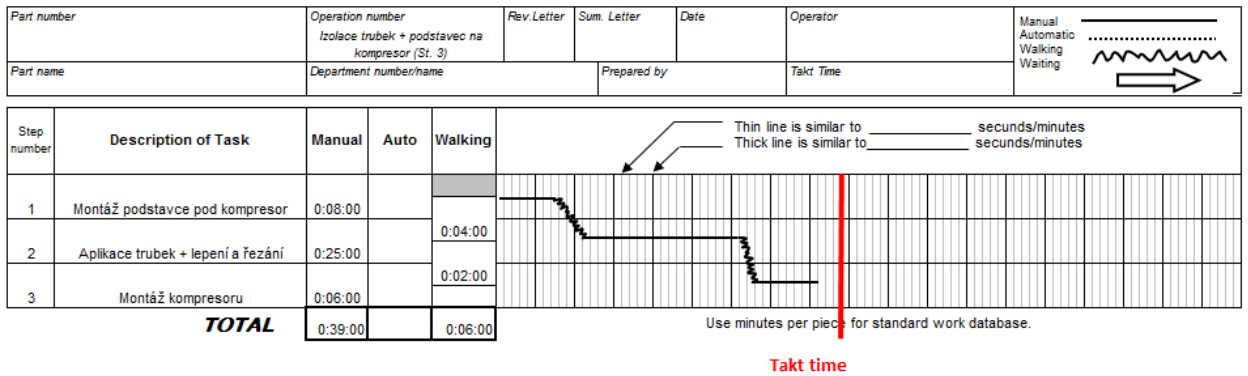 Part number
Operation number
Izolace trubek + podstavec na
kompresor (St. 3)
Rev.Letter
Sum. Letter
Date
Operator
Manual
Automatic
Walking
Waiting
Part name
Department number/name
Prepared by
Takt Time
Step
number
Description of Task
Manual
Auto
Walking
Thin line is similar to ____________ seconds/minutes
Thick line is similar to____________ seconds/minutes
1 Montáž podstavce pod kompresor 0:08:00
0:04:00
2 Aplikace trubek + lepení a řezání 0:25:00
0:02:00
3 Montáž kompresoru 0:06:00
TOTAL 0:39:00 0:06:00
Use minutes per piece for standard work database.
Takt time